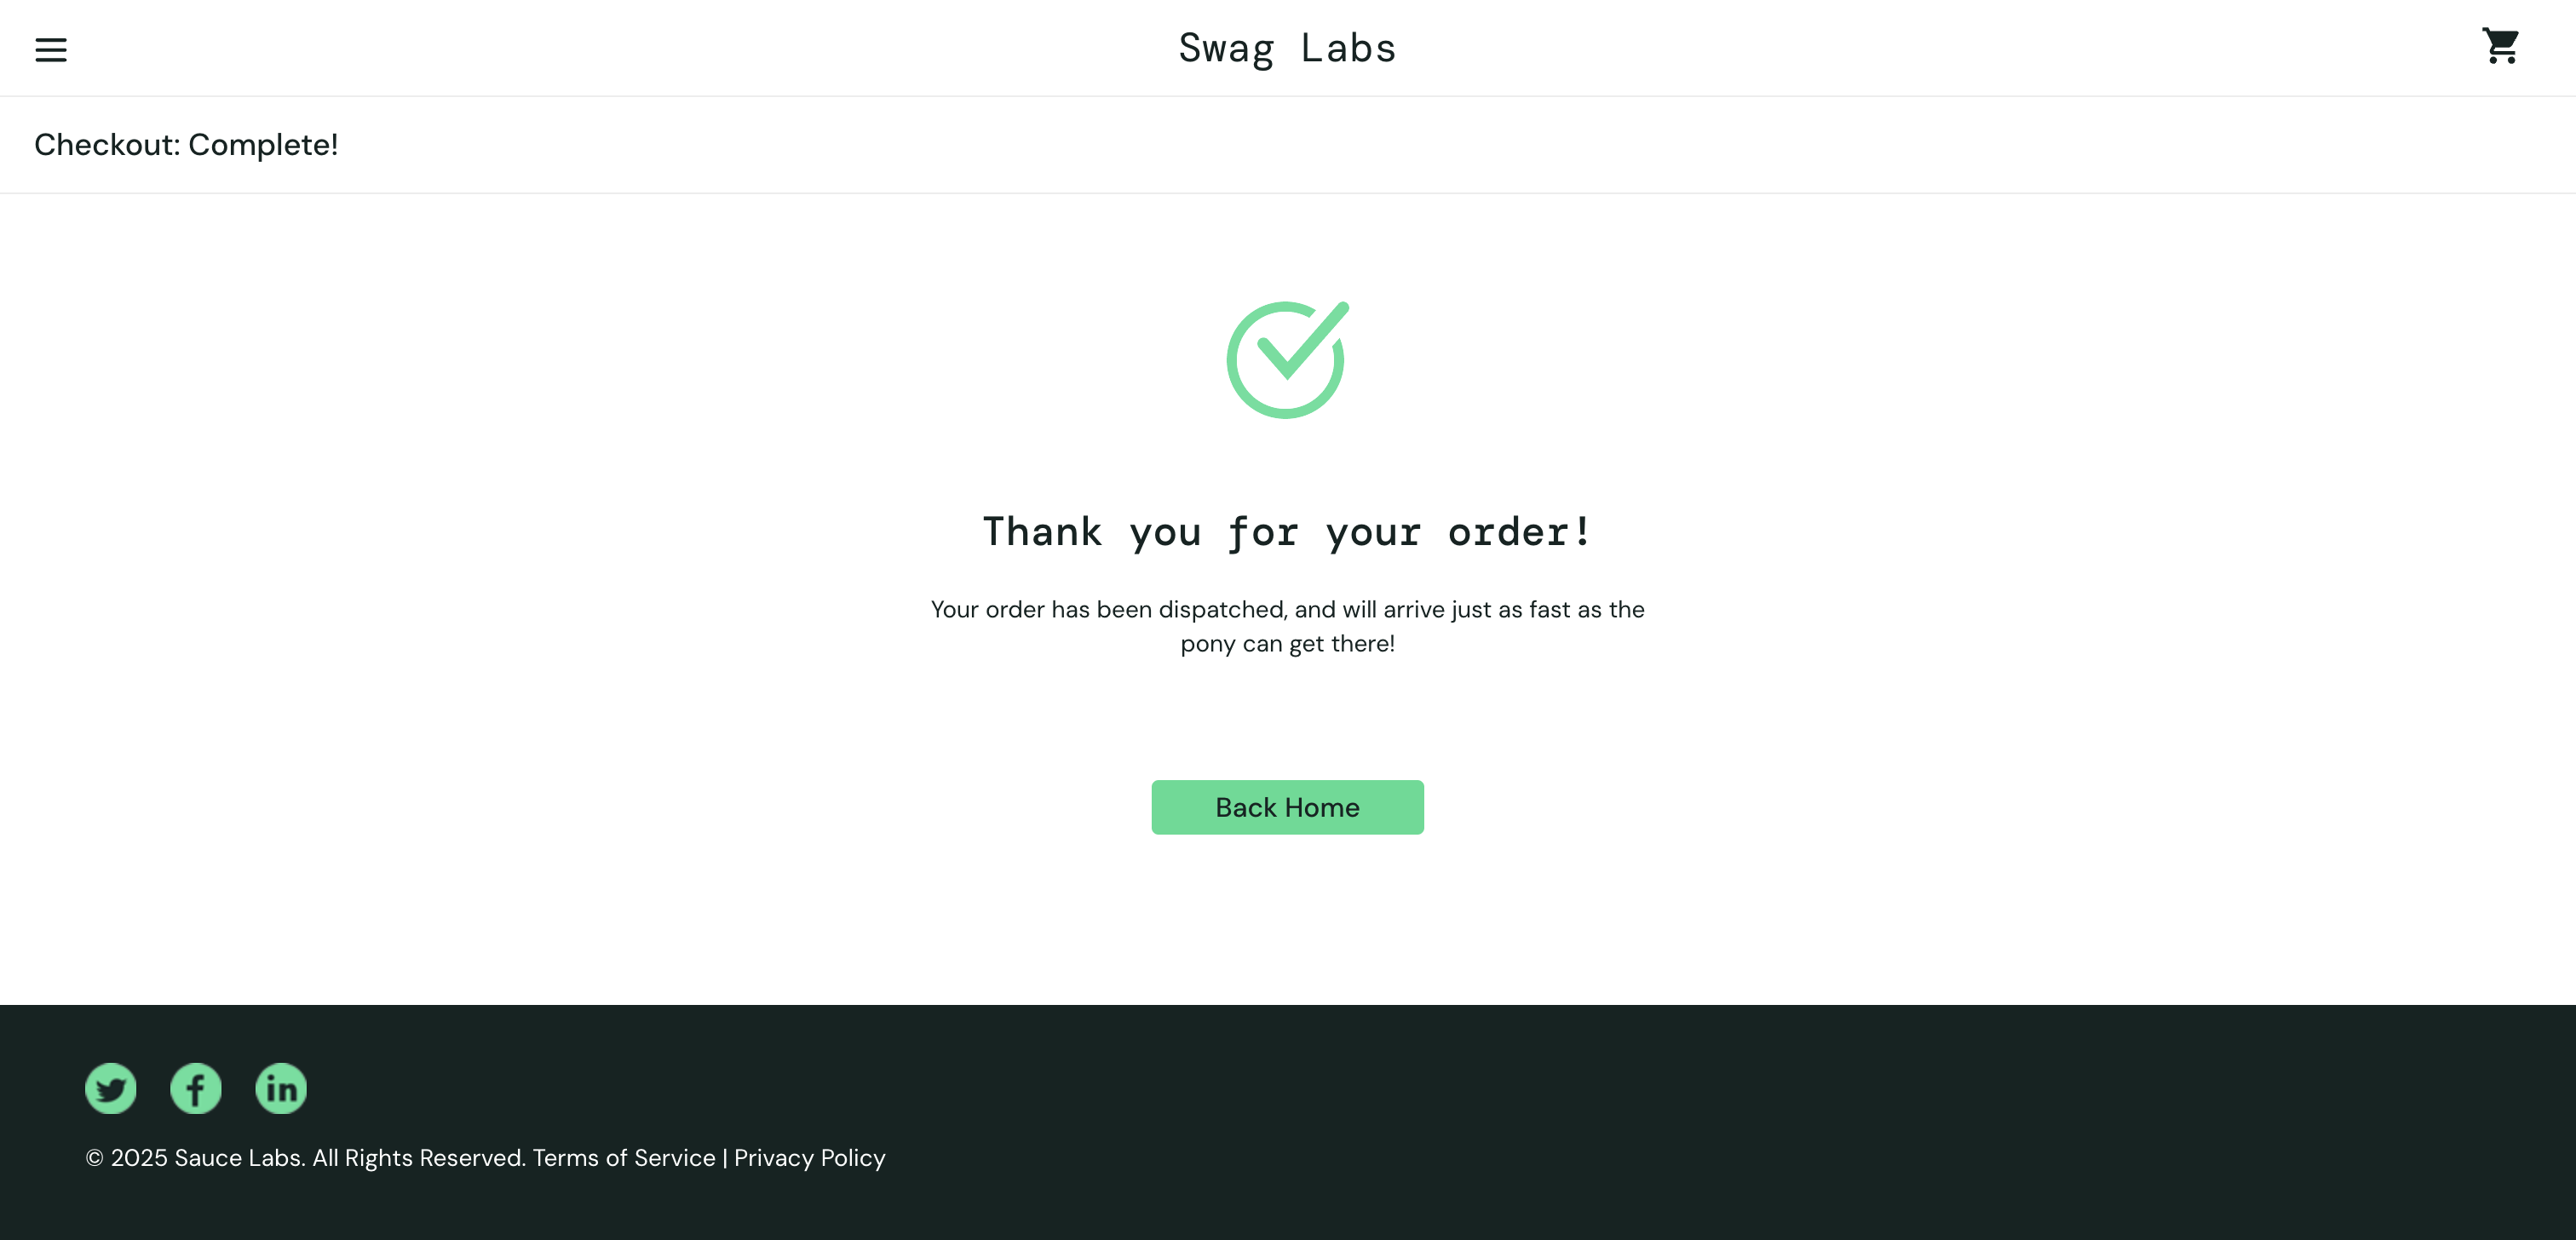 Swag Labs
Checkout: Complete!
Thank you for your order!
Your order has been dispatched, and will arrive just as fast as the
pony can get there!
Back Home
© 2025 Sauce Labs. All Rights Reserved. Terms of Service | Privacy Policy